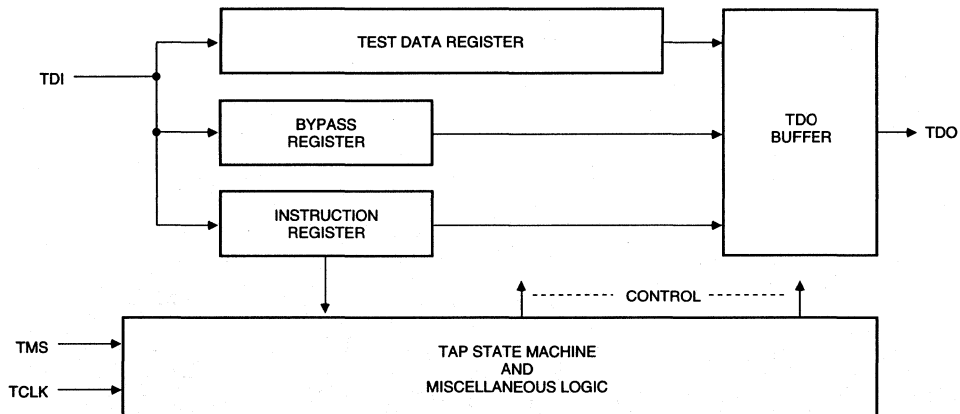 TEST DATA REGISTER
TDI
BYPASS
REGISTER
TDO
BUFFER
TDO
INSTRUCTION
REGISTER
CONTROL
TMS
TCLK
TAP STATE MACHINE
AND
MISCELLANEOUS LOGIC